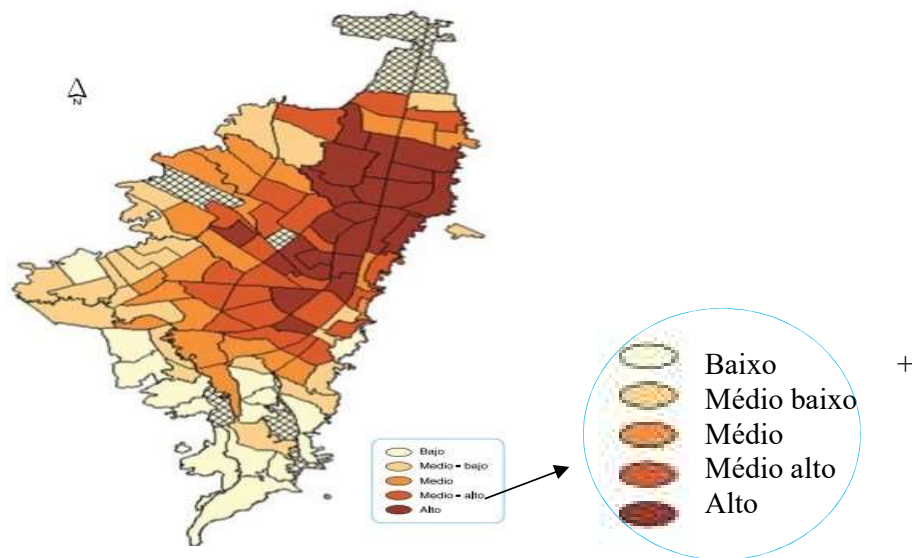 N
Bajo
Medio - bajo
Medio
Medio - alto
Alto
Baixo
Médio baixo
Médio
Médio alto
Alto
+